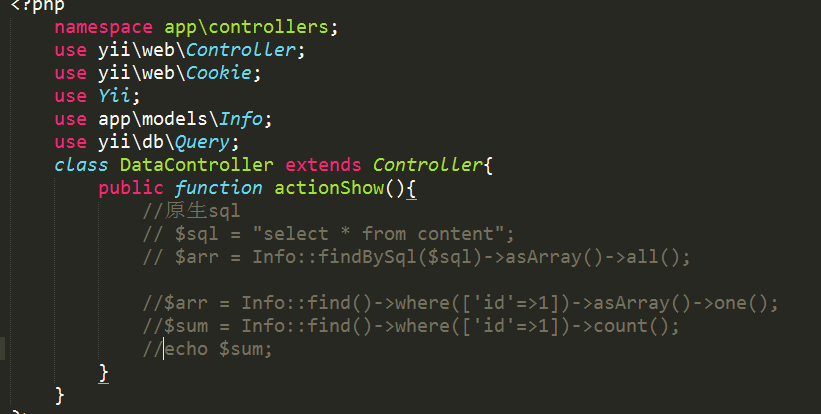 <?php
namespace app\controllers;
use yii\web\Controller;
use yii\web\Cookie;
use Yii;
use app\models\Info;
use yii\db\Query;
class DataController extends Controller{
public function actionShow(){
//原生sql
// $sql = "select * from content";
// $arr = Info::findBySql($sql)->asArray()->all();
//$arr = Info::find()->where(['id'=>1])->asArray()->one();
//$sum = Info::find()->where(['id'=>1])->count();
//echo $sum;
}
}